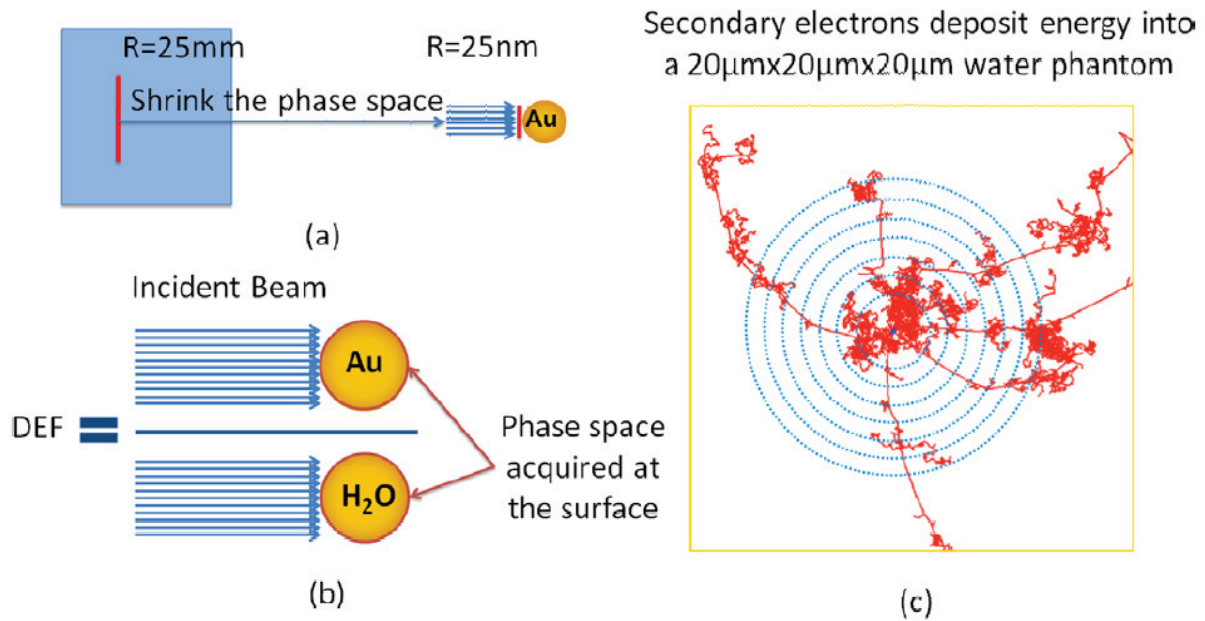 R=25mm
R=25nm
Shrink the phase space
Au
(a)
Incident Beam
Au
DEF
H₂O
Phase space
acquired at
the surface
(b)
Secondary electrons deposit energy into
a 20µmx20µmx20µm water phantom
(c)